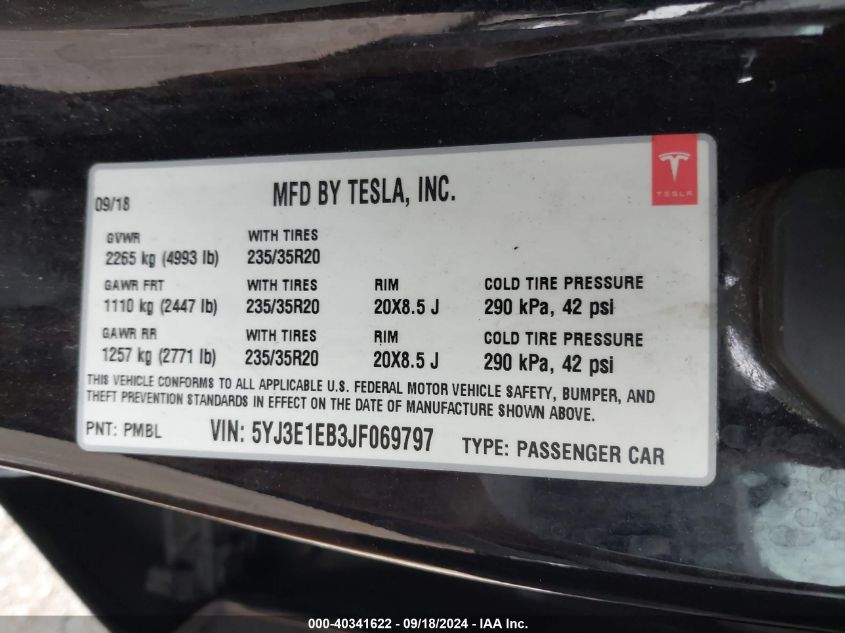 09/18 MFD BY TESLA, INC.
TESLA
GVWR WITH TIRES
2265 kg (4993 lb) 235/35R20
GAWR FRT WITH TIRES RIM COLD TIRE PRESSURE
1110 kg (2447 lb) 235/35R20 20X8.5 J 290 kPa, 42 psi
GAWR RR WITH TIRES RIM COLD TIRE PRESSURE
1257 kg (2771 lb) 235/35R20 20X8.5 J 290 kPa, 42 psi
THIS VEHICLE CONFORMS TO ALL APPLICABLE U.S. FEDERAL MOTOR VEHICLE SAFETY, BUMPER, AND
THEFT PREVENTION STANDARDS IN EFFECT ON THE DATE OF MANUFACTURE SHOWN ABOVE.
PNT: PMBL VIN: 5YJ3E1EB3JF069797 TYPE: PASSENGER CAR
000-40341622 - 09/18/2024 - IAA Inc.